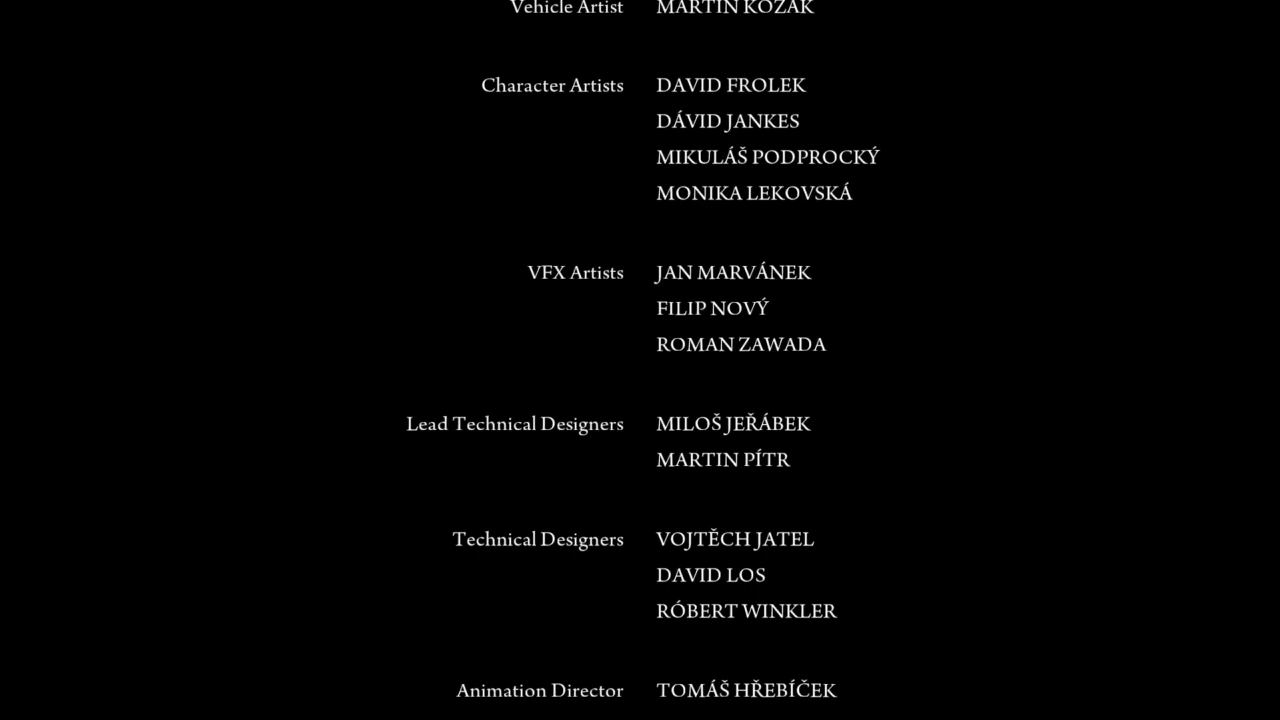 Vehicle Artist MARTIN KOZÁK
Character Artists DAVID FROLEK
DÁVID JANKES
MIKULÁŠ PODPROCKÝ
MONIKA LEKOVSKÁ
VFX Artists JAN MARVÁNEK
FILIP NOVÝ
ROMAN ZAWADA
Lead Technical Designers MILOŠ JEŘÁBEK
MARTIN PÍTR
Technical Designers VOJTĚCH JATEL
DAVID LOS
RÓBERT WINKLER
Animation Director TOMÁŠ HŘEBÍČEK